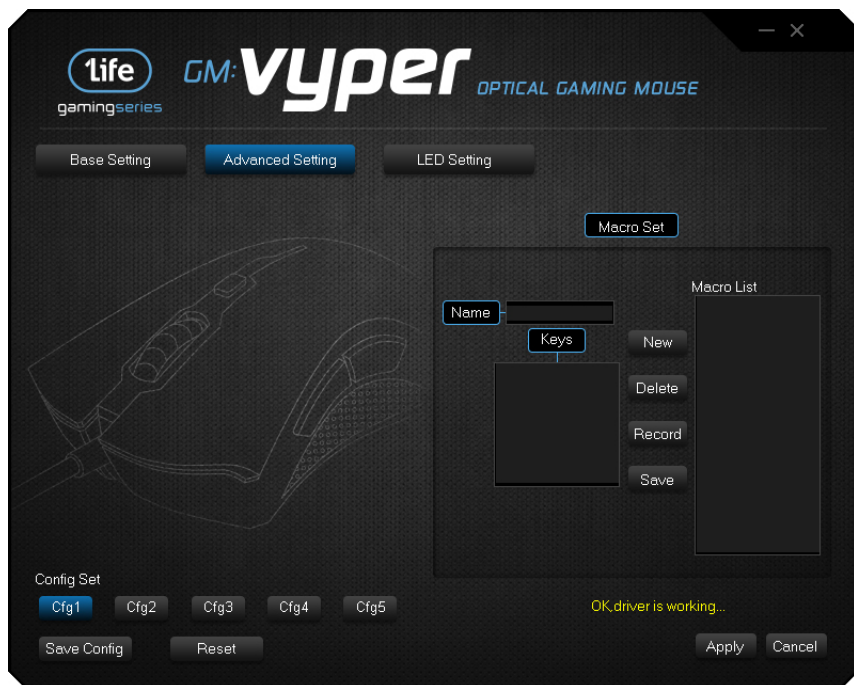 1life
gamingseries
GM: vyper OPTICAL GAMING MOUSE
Base Setting Advanced Setting LED Setting
Macro Set
Macro List
Name
Keys
New
Delete
Record
Save
Config Set
Cfg1 Cfg2 Cfg3 Cfg4 Cfg5
OK,driver is working...
Save Config Reset
Apply Cancel